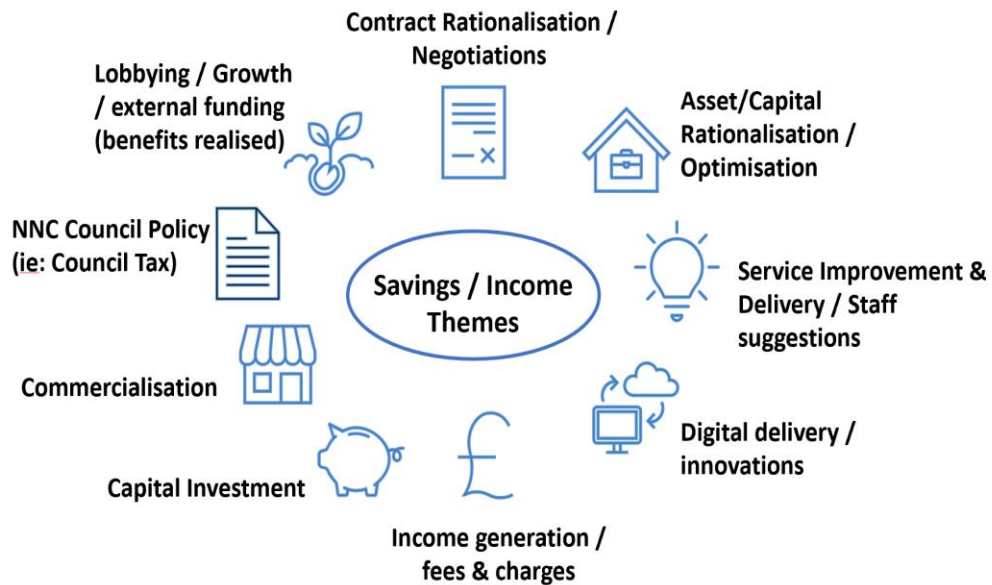 Contract Rationalisation /
Negotiations
Lobbying / Growth
/ external funding
(benefits realised)
Asset/Capital
Rationalisation /
Optimisation
NNC Council Policy
(ie: Council Tax)
Savings / Income
Themes
Service Improvement &
Delivery / Staff
suggestions
Commercialisation
Digital delivery /
innovations
Capital Investment
£
Income generation /
fees & charges